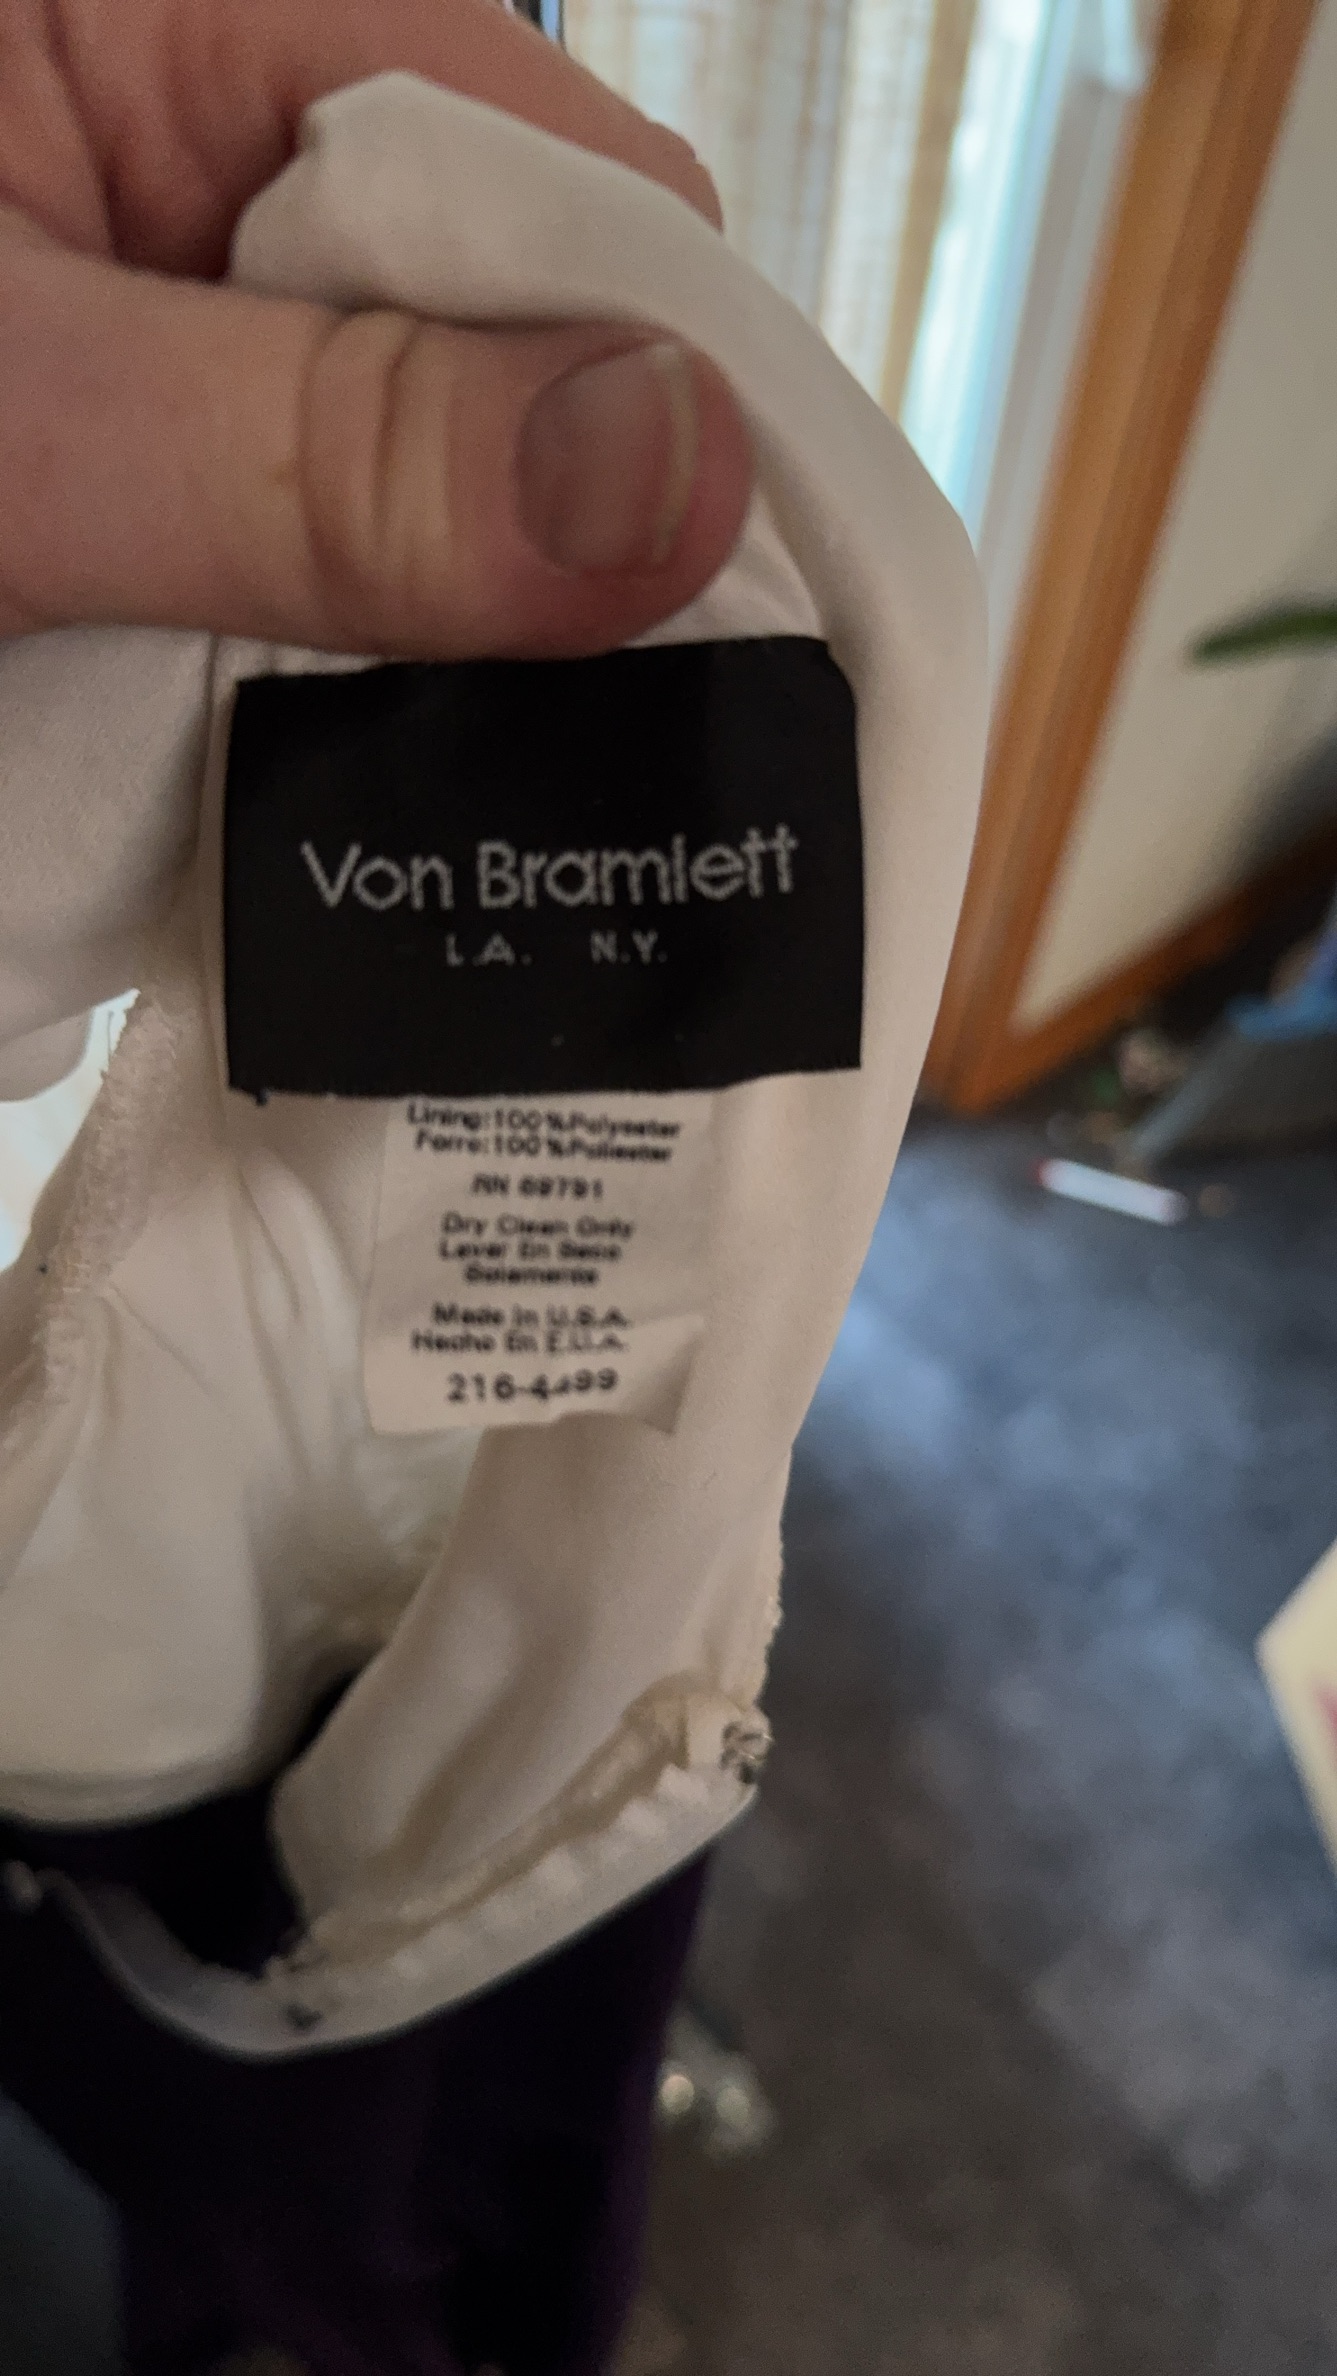 Von Bramlett
L.A. N.Y.
Lining:100%Polyester
Forro:100%Poliester
RN 69791
Dry Clean Only
Lavar En Seco
Solamente
Made In U.S.A.
Hecho En E.U.A.
216-4499